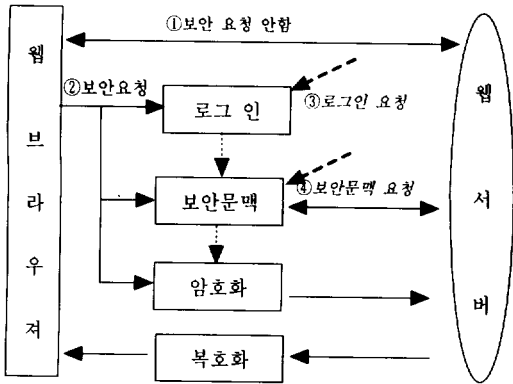 ①보안 요청 안함
웹브라우져
②보안요청
로그 인
③로그인 요청
보안문맥
④보안문맥 요청
암호화
복호화
웹서버